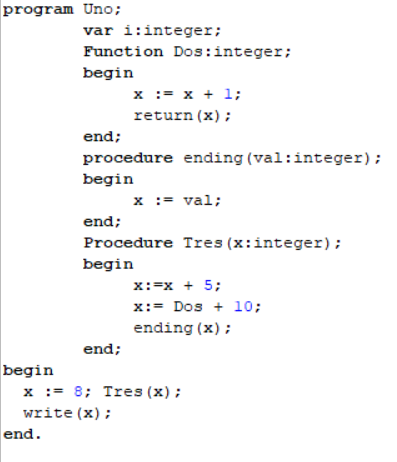 program Uno;
var i:integer;
Function Dos:integer;
begin
x := x + 1;
return(x);
end;
procedure ending(val:integer);
begin
x := val;
end;
Procedure Tres(x:integer);
begin
x:=x + 5;
x:= Dos + 10;
ending(x);
end;
begin
x := 8; Tres(x);
write(x);
end.